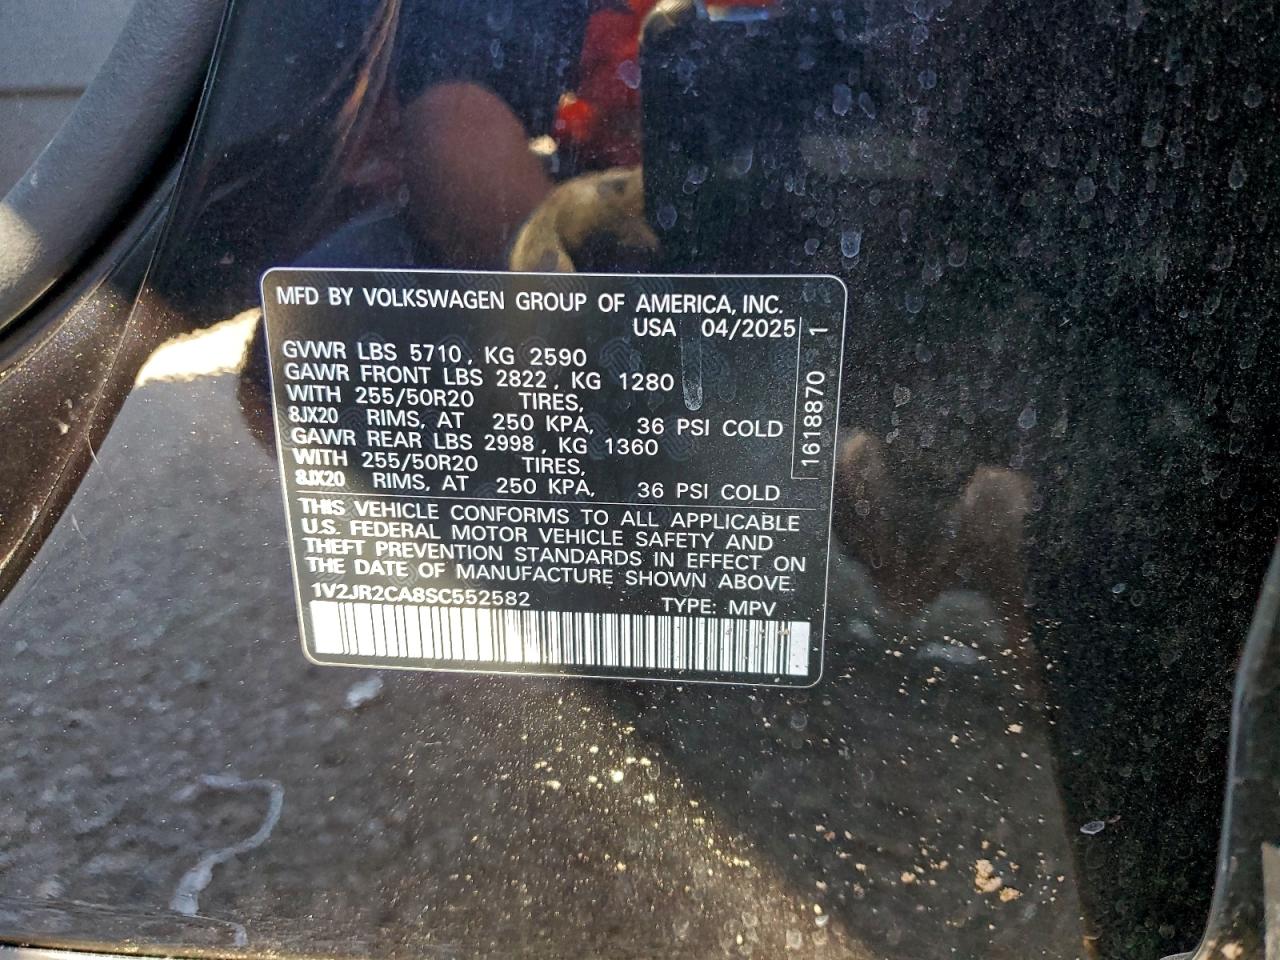 MFD BY VOLKSWAGEN GROUP OF AMERICA, INC.
USA 04/2025
GVWR LBS 5710, KG 2590
GAWR FRONT LBS 2822, KG 1280
WITH 255/50R20 TIRES,
8JX20 RIMS, AT 250 KPA, 36 PSI COLD
GAWR REAR LBS 2998, KG 1360
WITH 255/50R20 TIRES,
8JX20 RIMS, AT 250 KPA, 36 PSI COLD
1618870 1
THIS VEHICLE CONFORMS TO ALL APPLICABLE
U.S. FEDERAL MOTOR VEHICLE SAFETY AND
THEFT PREVENTION STANDARDS IN EFFECT ON
THE DATE OF MANUFACTURE SHOWN ABOVE.
1V2JR2CA8SC552582 TYPE: MPV